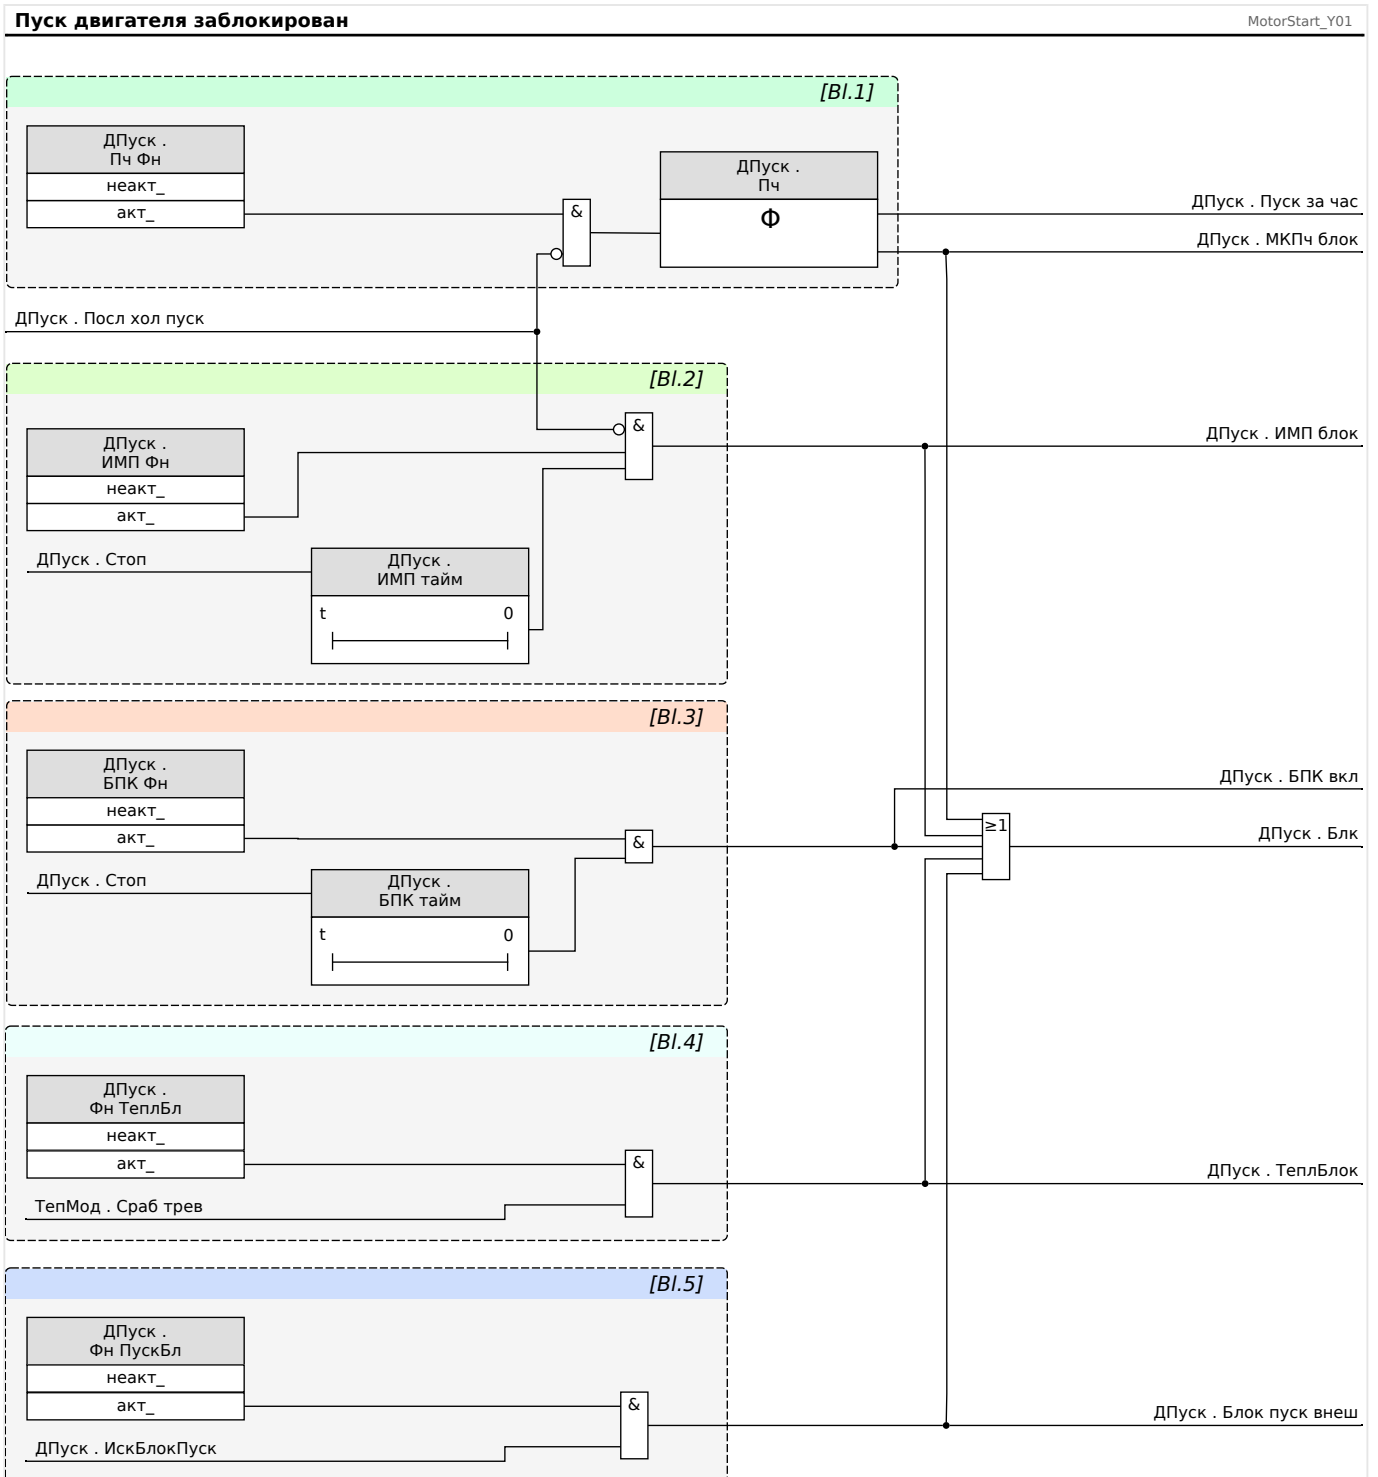 Пуск двигателя заблокирован
MotorStart_Y01
[Bl.1]
ДПуск .
Пч Фн
неакт_
акт_
&
ДПуск .
Пч
Ф
ДПуск . Пуск за час
ДПуск . МКПч блок
ДПуск . Посл хол пуск
[Bl.2]
ДПуск .
ИМП Фн
неакт_
акт_
&
ДПуск . ИМП блок
ДПуск . Стоп
ДПуск .
ИМП тайм
t 0
[Bl.3]
ДПуск .
БПК Фн
неакт_
акт_
&
ДПуск . БПК вкл
≥1
ДПуск . Блк
ДПуск . Стоп
ДПуск .
БПК тайм
t 0
[Bl.4]
ДПуск .
Фн ТеплБл
неакт_
акт_
&
ДПуск . ТеплБлок
ТепМод . Сраб трев
[Bl.5]
ДПуск .
Фн ПускБл
неакт_
акт_
&
ДПуск . Блок пуск внеш
ДПуск . ИскБлокПуск